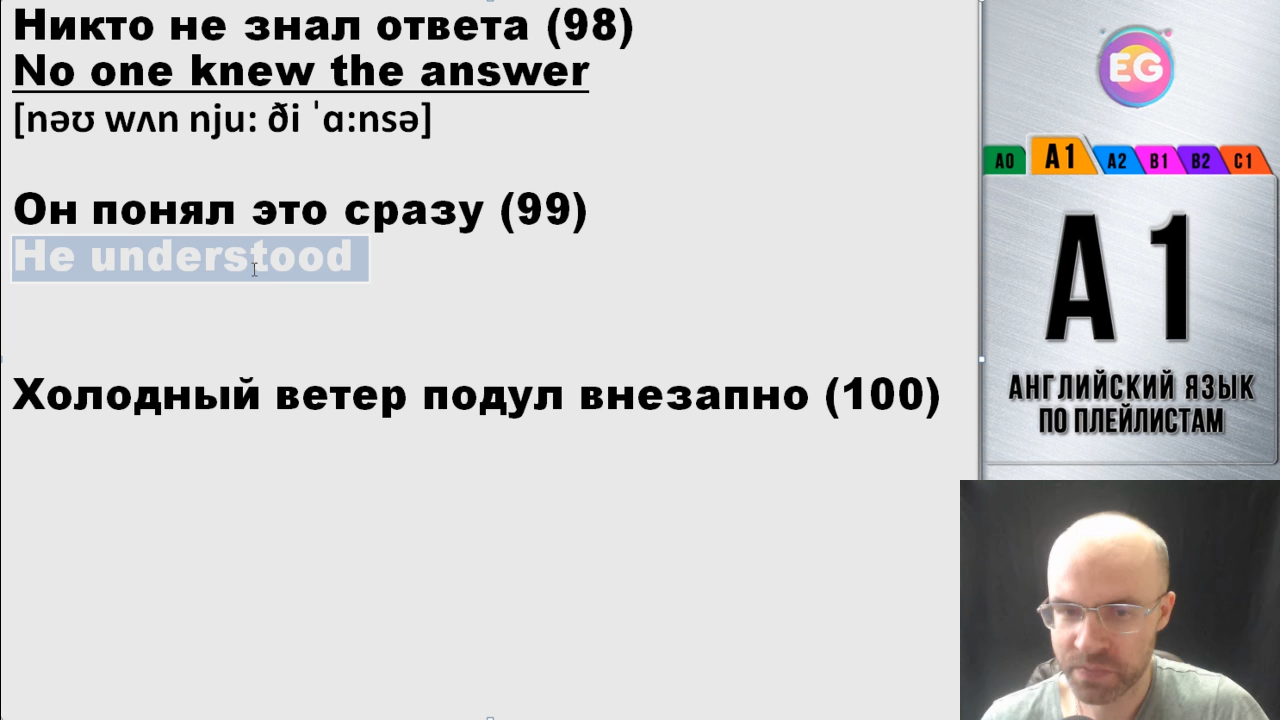 Никто не знал ответа (98)
No one knew the answer
[nəʊ wʌn nju: ði ˈɑ:nsə]
Он понял это сразу (99)
He understood
Холодный ветер подул внезапно (100)
EG
A0 A1 A2 B1 B2 C1
A 1
АНГЛИЙСКИЙ ЯЗЫК
ПО ПЛЕЙЛИСТАМ